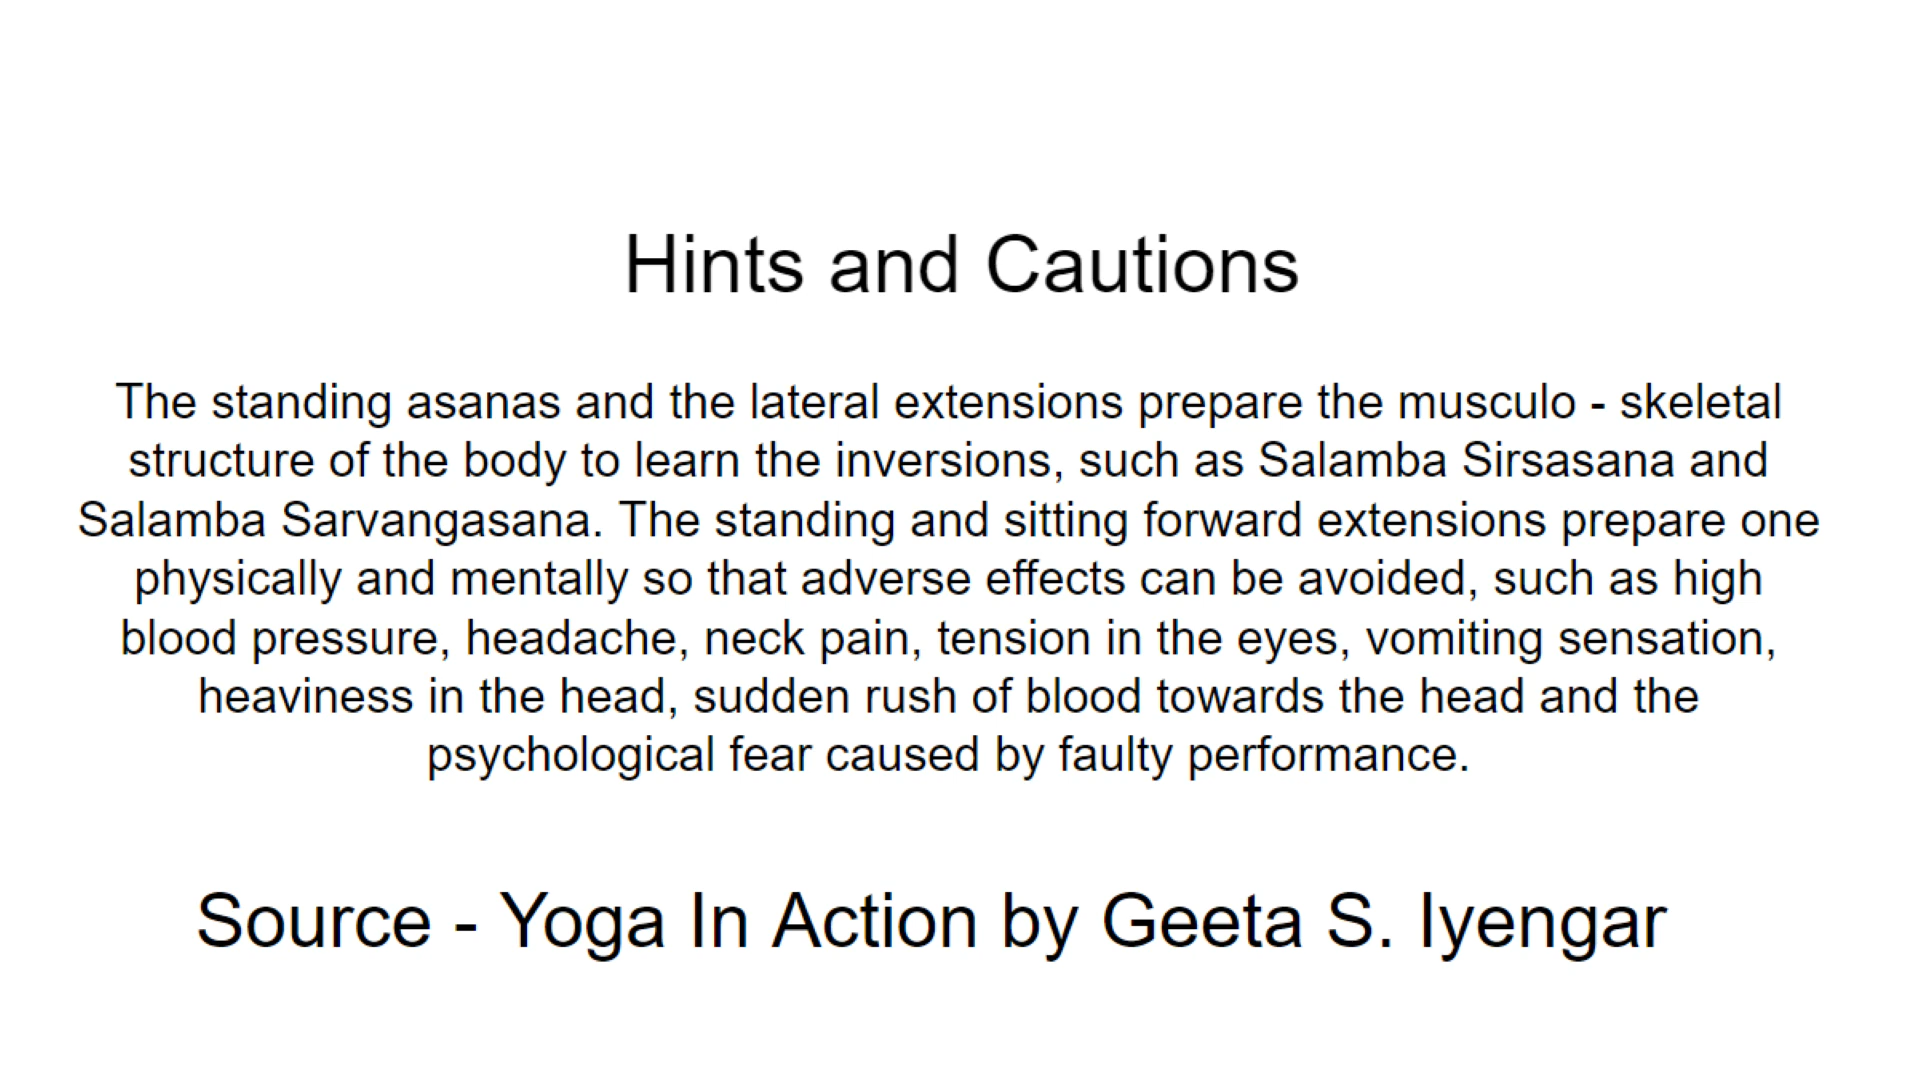 Hints and Cautions
The standing asanas and the lateral extensions prepare the musculo - skeletal
structure of the body to learn the inversions, such as Salamba Sirsasana and
Salamba Sarvangasana. The standing and sitting forward extensions prepare one
physically and mentally so that adverse effects can be avoided, such as high
blood pressure, headache, neck pain, tension in the eyes, vomiting sensation,
heaviness in the head, sudden rush of blood towards the head and the
psychological fear caused by faulty performance.
Source - Yoga In Action by Geeta S. Iyengar